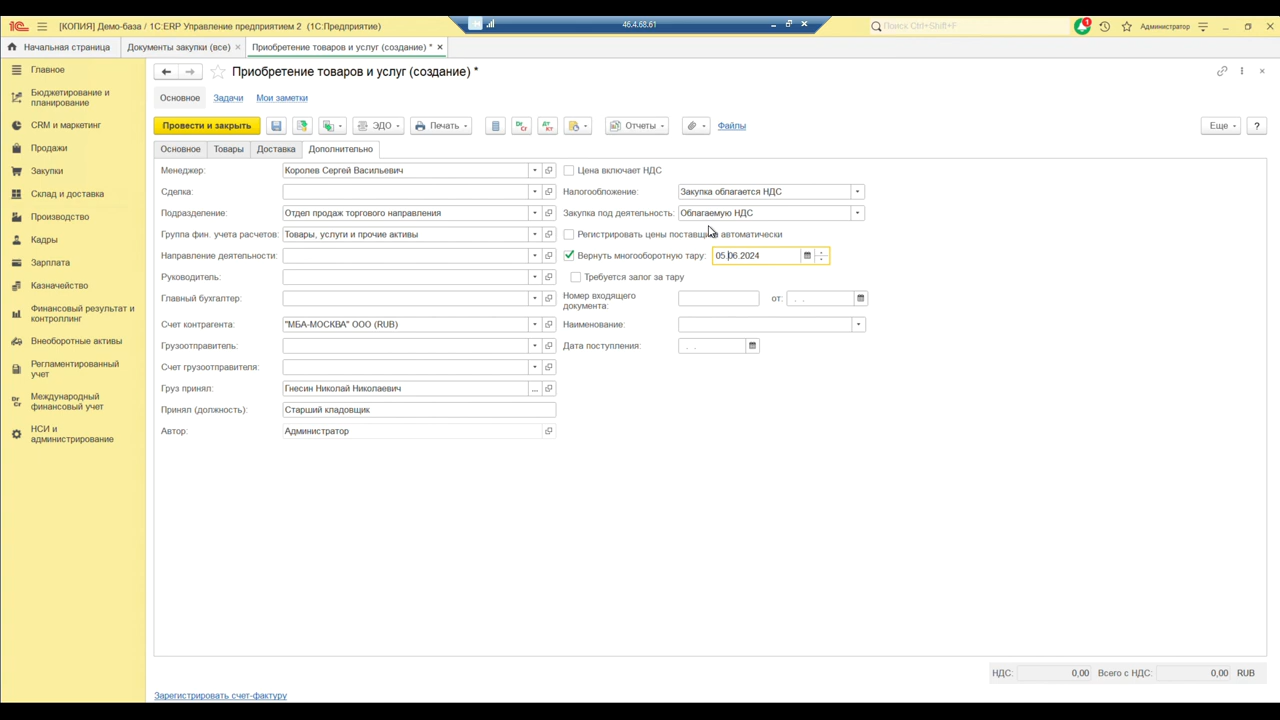 [КОПИЯ] Демо-база / 1С:ERP Управление предприятием 2 (1С:Предприятие)
46.4.68.61
Поиск Ctrl+Shift+F
1
Администратор
Начальная страница
Документы закупки (все) ×
Приобретение товаров и услуг (создание) * ×
Главное
Бюджетирование и планирование
CRM и маркетинг
Продажи
Закупки
Склад и доставка
Производство
Кадры
Зарплата
Казначейство
Финансовый результат и контроллинг
Внеоборотные активы
Регламентированный учет
Международный финансовый учет
НСИ и администрирование
Приобретение товаров и услуг (создание) *
Основное Задачи Мои заметки
Провести и закрыть ЭДО Печать Отчеты Файлы Еще ?
Основное Товары Доставка Дополнительно
Менеджер: Королев Сергей Васильевич Цена включает НДС
Сделка: Налогообложение: Закупка облагается НДС
Подразделение: Отдел продаж торгового направления Закупка под деятельность: Облагаемую НДС
Группа фин. учета расчетов: Товары, услуги и прочие активы Регистрировать цены поставщика автоматически
Направление деятельности: Вернуть многооборотную тару: 05.06.2024
Руководитель: Требуется залог за тару
Главный бухгалтер: Номер входящего документа: от: . .
Счет контрагента: "МБА-МОСКВА" ООО (RUB) Наименование:
Грузоотправитель: Дата поступления: . .
Счет грузоотправителя:
Груз принял: Гнесин Николай Николаевич ...
Принял (должность): Старший кладовщик
Автор: Администратор
НДС: 0,00 Всего с НДС: 0,00 RUB
Зарегистрировать счет-фактуру